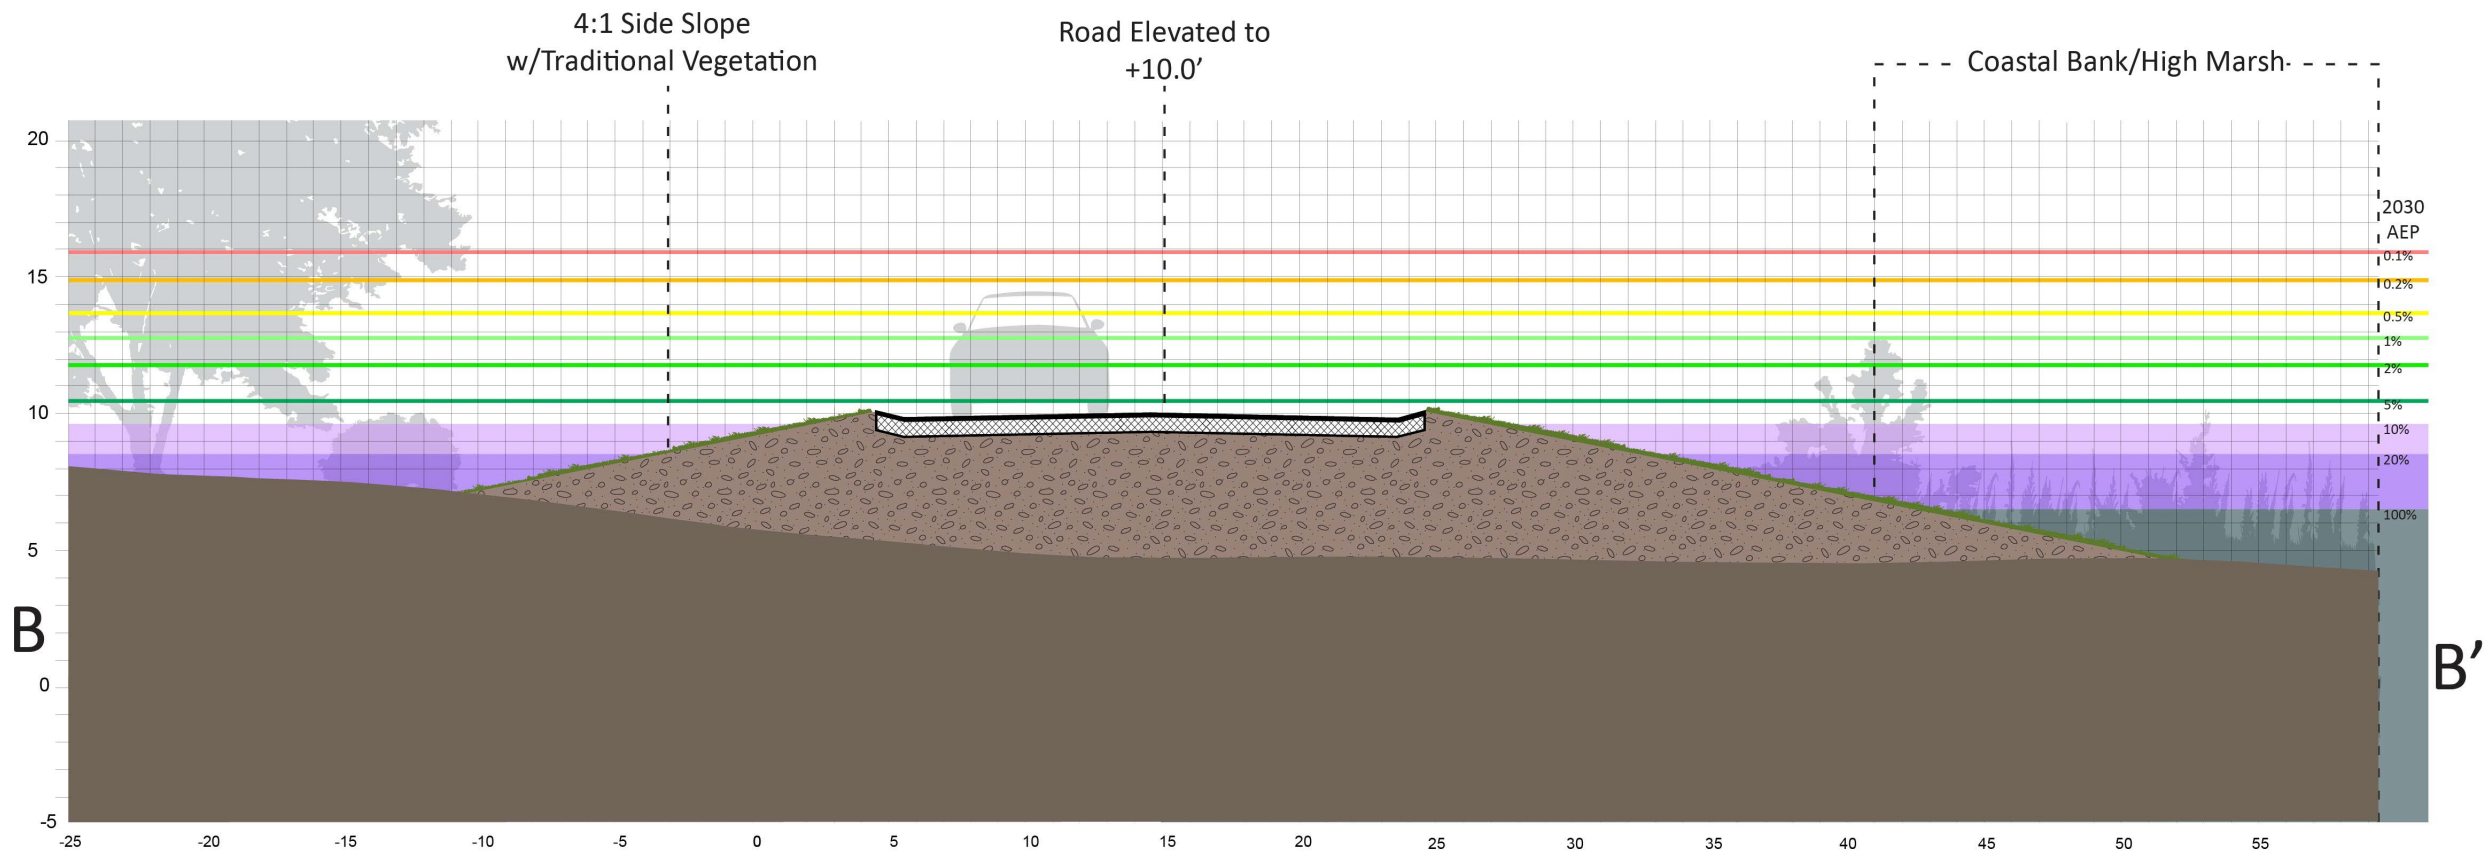 4:1 Side Slope
w/Traditional Vegetation
Road Elevated to
+10.0’
Coastal Bank/High Marsh
20
15
10
5
0
-5
2030
AEP
0.1%
0.2%
0.5%
1%
2%
5%
10%
20%
100%
B
B’
-25 -20 -15 -10 -5 0 5 10 15 20 25 30 35 40 45 50 55